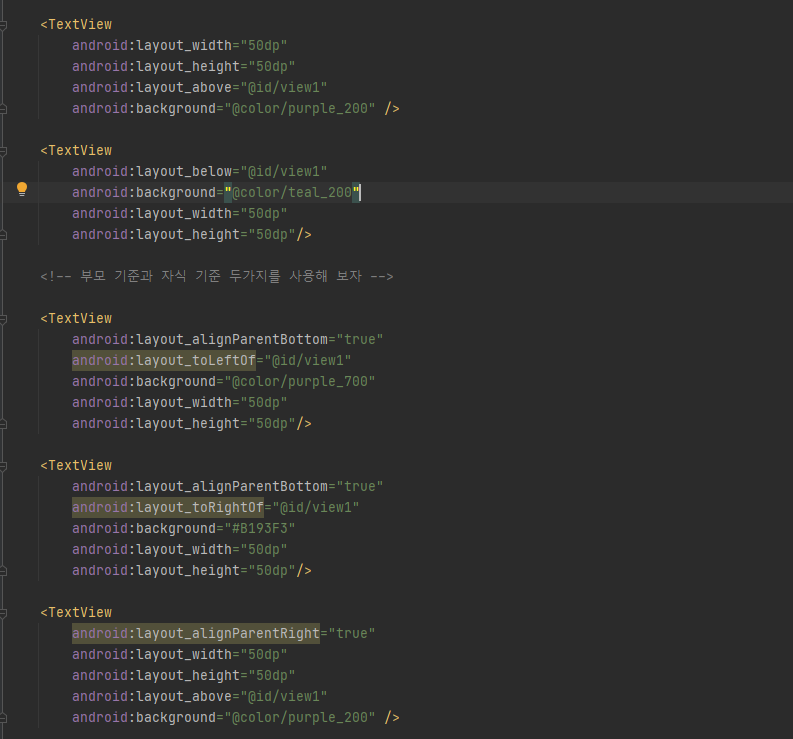 <TextView
android:layout_width="50dp"
android:layout_height="50dp"
android:layout_above="@id/view1"
android:background="@color/purple_200" />
<TextView
android:layout_below="@id/view1"
android:background="@color/teal_200"
android:layout_width="50dp"
android:layout_height="50dp"/>
<!-- 부모 기준과 자식 기준 두가지를 사용해 보자 -->
<TextView
android:layout_alignParentBottom="true"
android:layout_toLeftOf="@id/view1"
android:background="@color/purple_700"
android:layout_width="50dp"
android:layout_height="50dp"/>
<TextView
android:layout_alignParentBottom="true"
android:layout_toRightOf="@id/view1"
android:background="#B193F3"
android:layout_width="50dp"
android:layout_height="50dp"/>
<TextView
android:layout_alignParentRight="true"
android:layout_width="50dp"
android:layout_height="50dp"
android:layout_above="@id/view1"
android:background="@color/purple_200" />